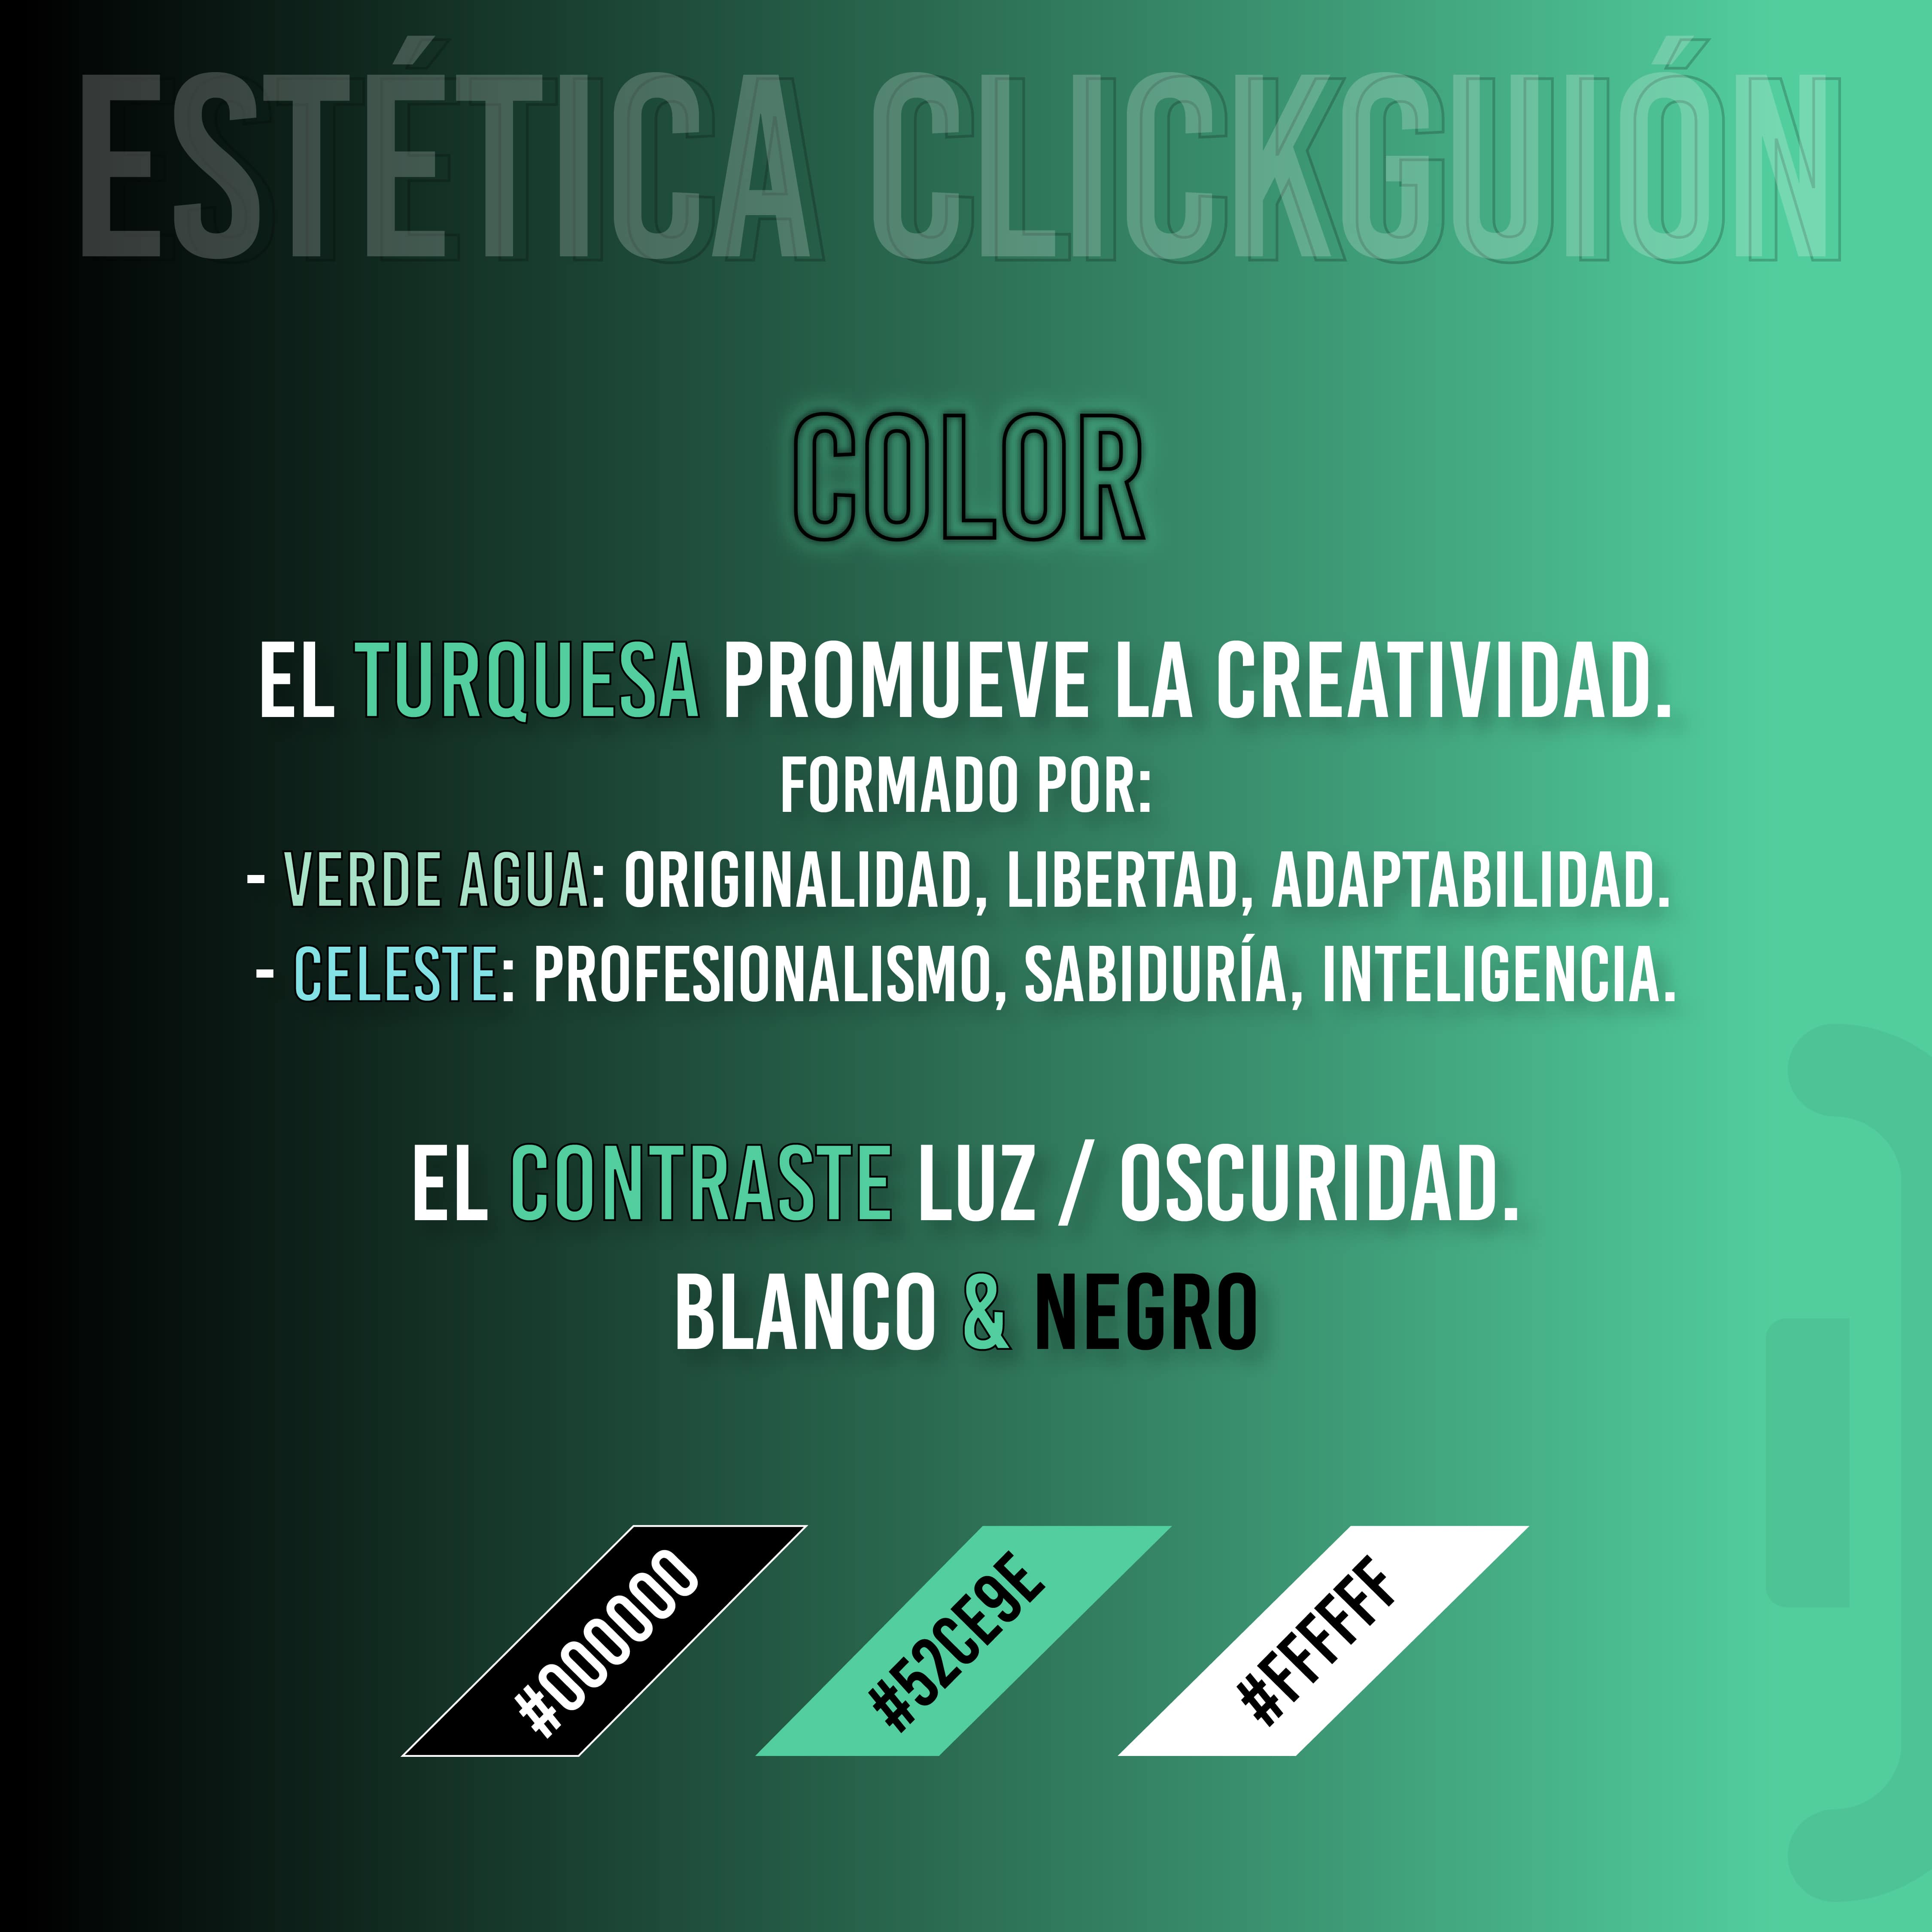 ESTÉTICA CLICKGUIÓN
COLOR
EL TURQUESA PROMUEVE LA CREATIVIDAD.
FORMADO POR:
- VERDE AGUA: ORIGINALIDAD, LIBERTAD, ADAPTABILIDAD.
- CELESTE: PROFESIONALISMO, SABIDURÍA, INTELIGENCIA.
EL CONTRASTE LUZ / OSCURIDAD.
BLANCO & NEGRO
#000000
#52CE9E
#FFFFFF